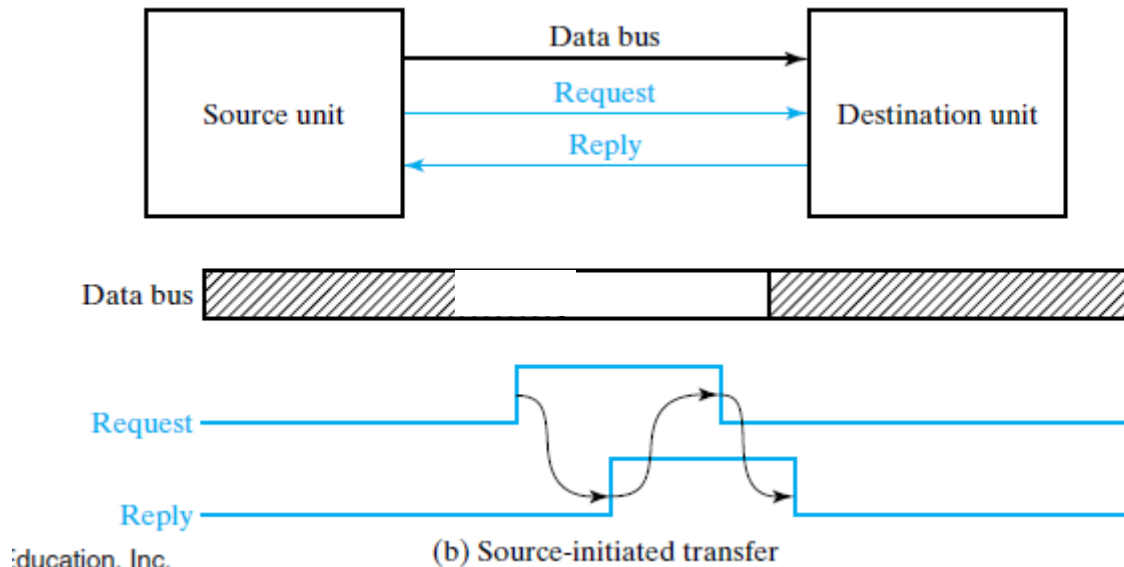 Data bus
Request
Source unit
Destination unit
Reply
Data bus
Request
Reply
Education, Inc.
(b) Source-initiated transfer